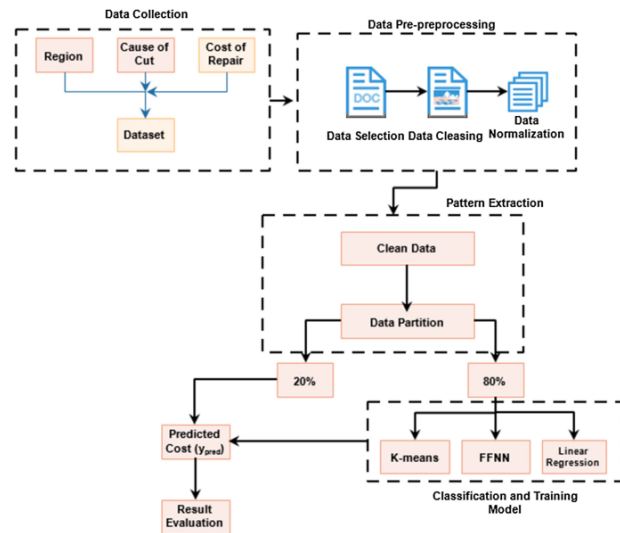 Data Collection
Region
Cause of
Cut
Cost of
Repair
Dataset
Data Pre-preprocessing
DOC
Data Selection
Data Cleasing
Data
Normalization
Pattern Extraction
Clean Data
Data Partition
20%
80%
Predicted
Cost (ypred)
K-means
FFNN
Linear
Regression
Classification and Training
Model
Result
Evaluation